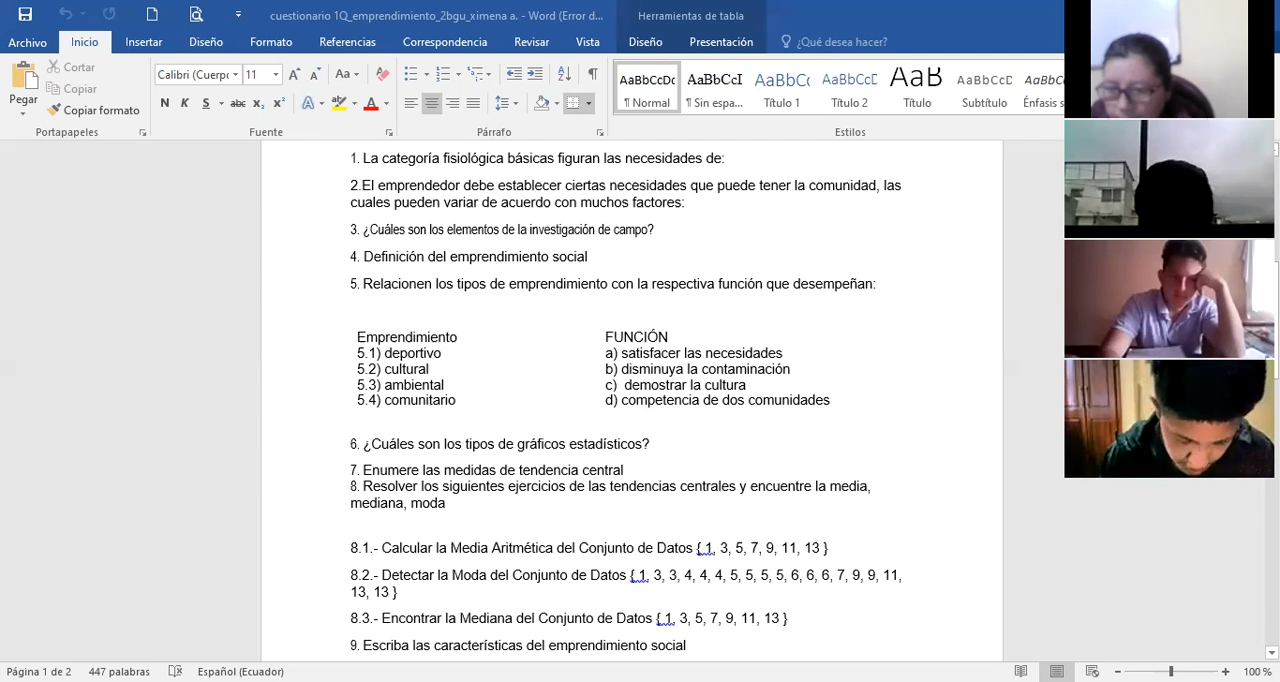 cuestionario 1Q_emprendimiento_2bgu_ximena a. - Word (Error d...
Herramientas de tabla
Archivo
Inicio
Insertar
Diseño
Formato
Referencias
Correspondencia
Revisar
Vista
Diseño
Presentación
¿Qué desea hacer?
Pegar
Cortar
Copiar
Copiar formato
Portapapeles
Calibri (Cuerpo
11
Aa
N K S abc x₂ x²
Fuente
Párrafo
AaBbCcDc
¶ Normal
AaBbCcI
¶ Sin espa...
AaBbC(
Título 1
AaBbCcE
Título 2
AaB
Título
AaBbCcD
Subtítulo
AaBbCc
Énfasis s
Estilos
1. La categoría fisiológica básicas figuran las necesidades de:
2.El emprendedor debe establecer ciertas necesidades que puede tener la comunidad, las
cuales pueden variar de acuerdo con muchos factores:
3. ¿Cuáles son los elementos de la investigación de campo?
4. Definición del emprendimiento social
5. Relacionen los tipos de emprendimiento con la respectiva función que desempeñan:
Emprendimiento FUNCIÓN
5.1) deportivo a) satisfacer las necesidades
5.2) cultural b) disminuya la contaminación
5.3) ambiental c) demostrar la cultura
5.4) comunitario d) competencia de dos comunidades
6. ¿Cuáles son los tipos de gráficos estadísticos?
7. Enumere las medidas de tendencia central
8. Resolver los siguientes ejercicios de las tendencias centrales y encuentre la media,
mediana, moda
8.1.- Calcular la Media Aritmética del Conjunto de Datos { 1, 3, 5, 7, 9, 11, 13 }
8.2.- Detectar la Moda del Conjunto de Datos { 1, 3, 3, 4, 4, 4, 5, 5, 5, 5, 6, 6, 6, 7, 9, 9, 11,
13, 13 }
8.3.- Encontrar la Mediana del Conjunto de Datos { 1, 3, 5, 7, 9, 11, 13 }
9. Escriba las características del emprendimiento social
Página 1 de 2
447 palabras
Español (Ecuador)
100 %